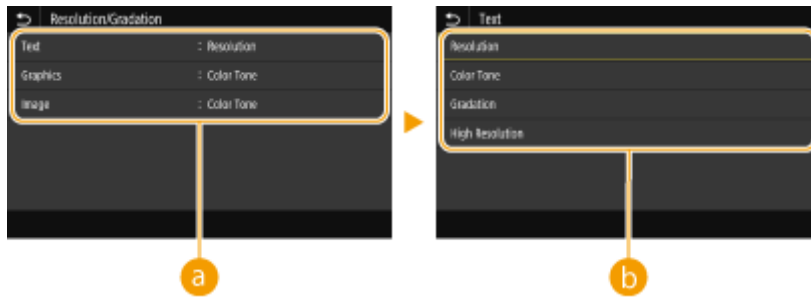 Resolution/Gradation
Text : Resolution
Graphics : Color Tone
Image : Color Tone
a
Text
Resolution
Color Tone
Gradation
High Resolution
b